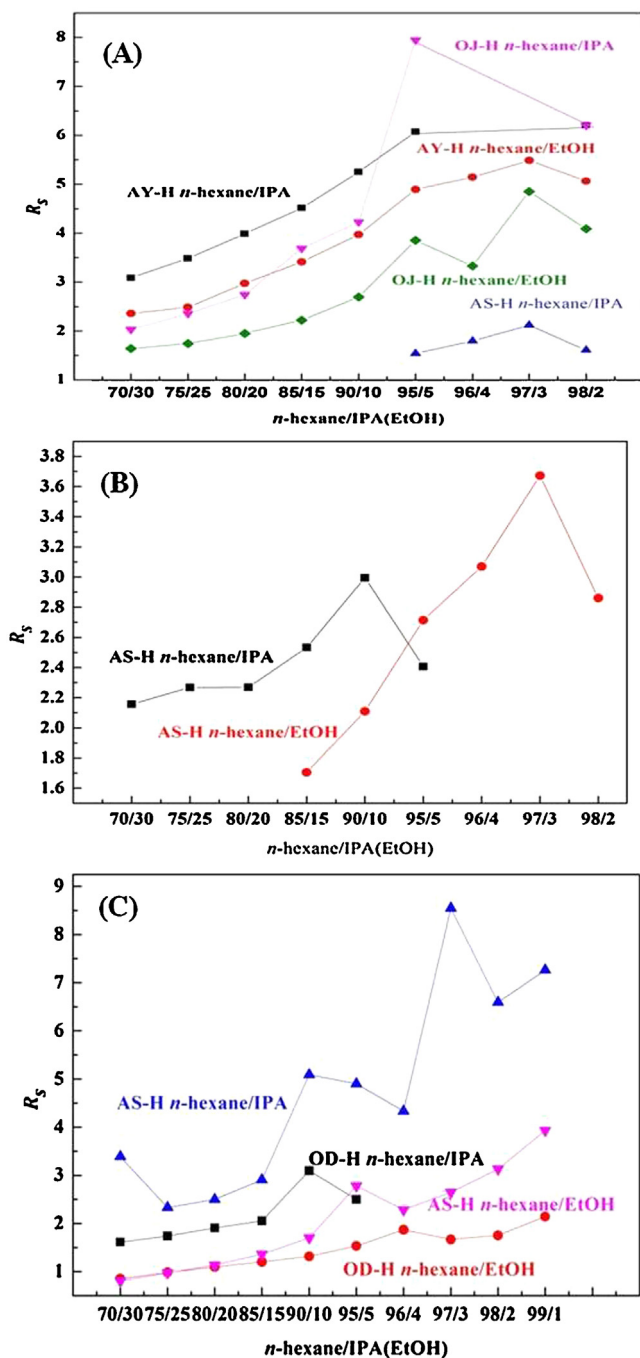 (A)
OJ-H n-hexane/IPA
AY-H n-hexane/EtOH
AY-H n-hexane/IPA
OJ-H n-hexane/EtOH
AS-H n-hexane/IPA
Rs
8
7
6
5
4
3
2
1
70/30 75/25 80/20 85/15 90/10 95/5 96/4 97/3 98/2
n-hexane/IPA(EtOH)
(B)
AS-H n-hexane/IPA
AS-H n-hexane/EtOH
Rs
3.8
3.6
3.4
3.2
3.0
2.8
2.6
2.4
2.2
2.0
1.8
1.6
70/30 75/25 80/20 85/15 90/10 95/5 96/4 97/3 98/2
n-hexane/IPA(EtOH)
(C)
AS-H n-hexane/IPA
OD-H n-hexane/IPA
AS-H n-hexane/EtOH
OD-H n-hexane/EtOH
Rs
9
8
7
6
5
4
3
2
1
70/30 75/25 80/20 85/15 90/10 95/5 96/4 97/3 98/2 99/1
n-hexane/IPA(EtOH)